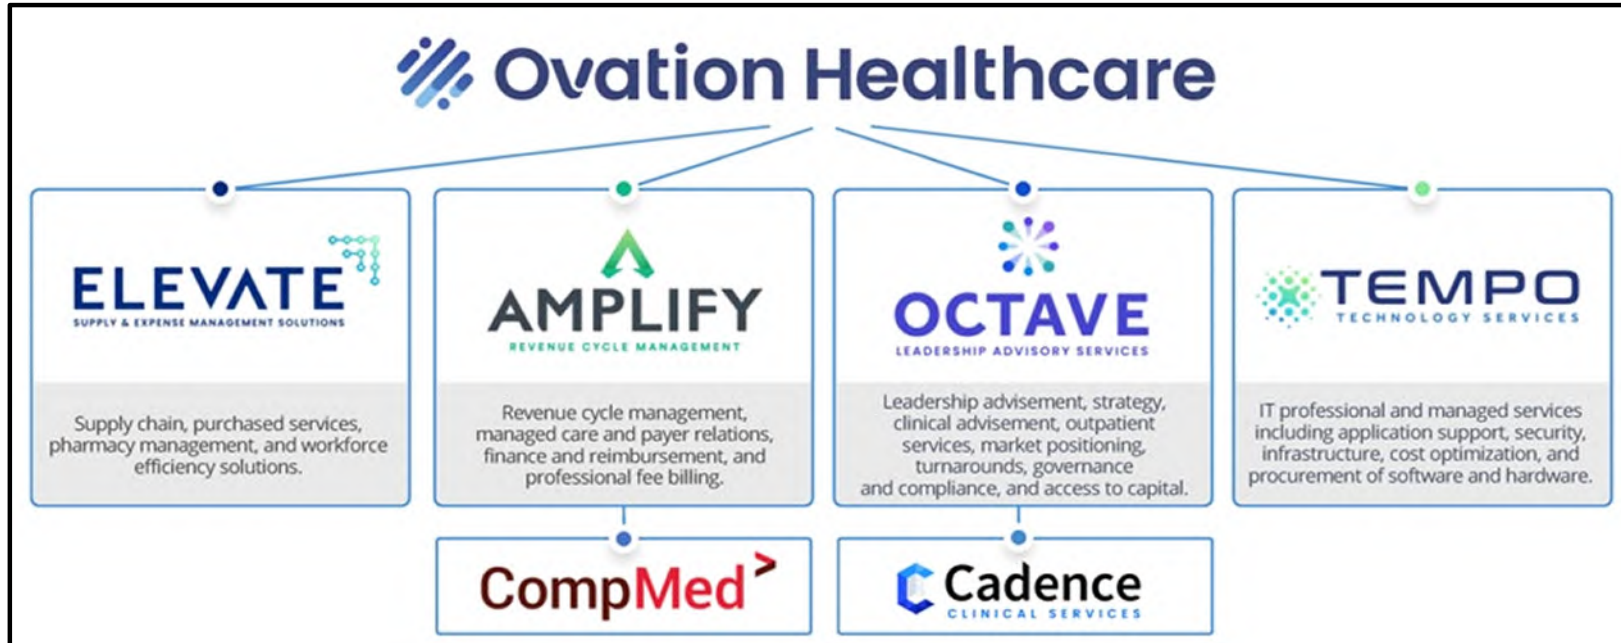 Ovation Healthcare
ELEVATE
SUPPLY & EXPENSE MANAGEMENT SOLUTIONS
Supply chain, purchased services,
pharmacy management, and workforce
efficiency solutions.
AMPLIFY
REVENUE CYCLE MANAGEMENT
Revenue cycle management,
managed care and payer relations,
finance and reimbursement, and
professional fee billing.
OCTAVE
LEADERSHIP ADVISORY SERVICES
Leadership advisement, strategy,
clinical advisement, outpatient
services, market positioning,
turnarounds, governance
and compliance, and access to capital.
TEMPO
TECHNOLOGY SERVICES
IT professional and managed services
including application support, security,
infrastructure, cost optimization, and
procurement of software and hardware.
CompMed
Cadence
CLINICAL SERVICES